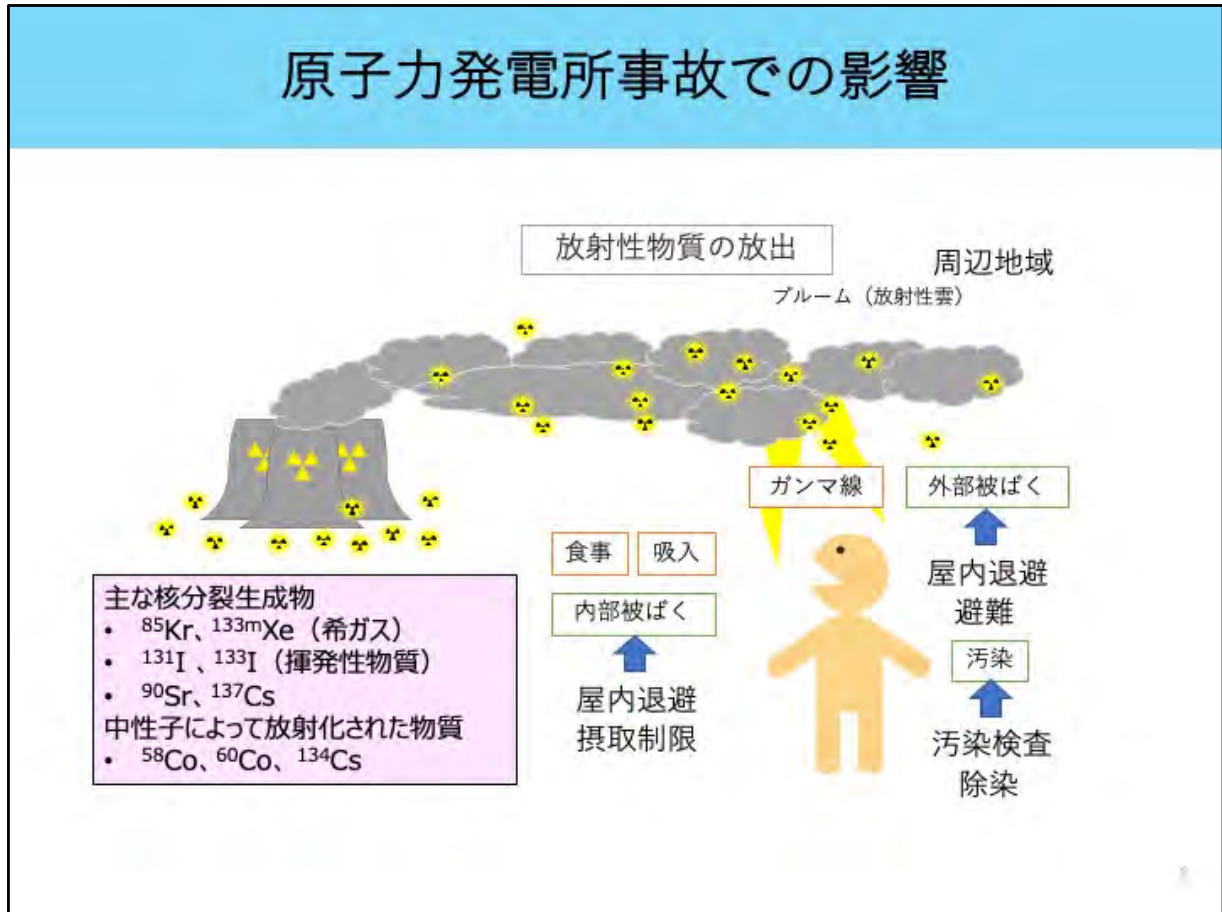 原子力発電所事故での影響
放射性物質の放出
周辺地域
プルーム（放射性雲）
ガンマ線
外部被ばく
食事
吸入
屋内退避
避難
内部被ばく
汚染
屋内退避
摂取制限
汚染検査
除染
主な核分裂生成物
• ⁸⁵Kr、¹³³ᵐXe（希ガス）
• ¹³¹I 、¹³³I（揮発性物質）
• ⁹⁰Sr、¹³⁷Cs
中性子によって放射化された物質
• ⁵⁸Co、⁶⁰Co、¹³⁴Cs